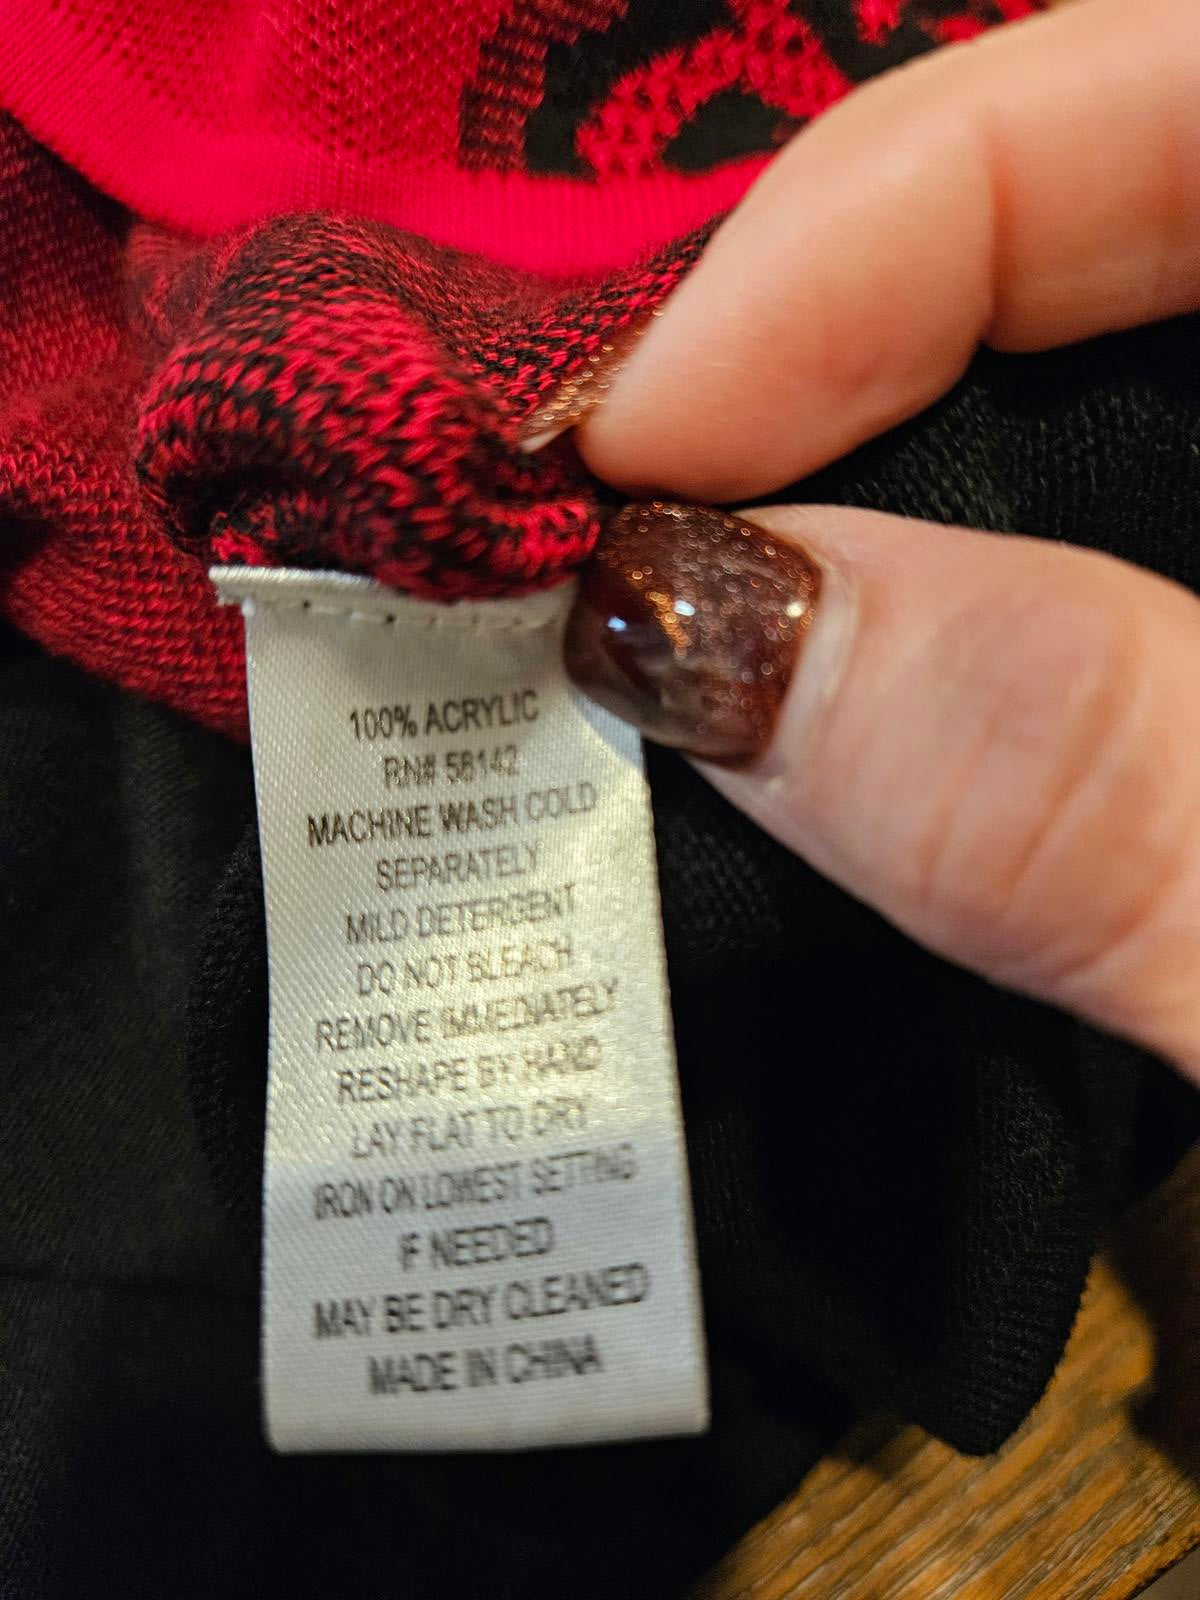 100% ACRYLIC
RN# 58142
MACHINE WASH COLD
SEPARATELY
MILD DETERGENT
DO NOT BLEACH
REMOVE IMMEDIATELY
RESHAPE BY HAND
LAY FLAT TO DRY
IRON ON LOWEST SETTING
IF NEEDED
MAY BE DRY CLEANED
MADE IN CHINA